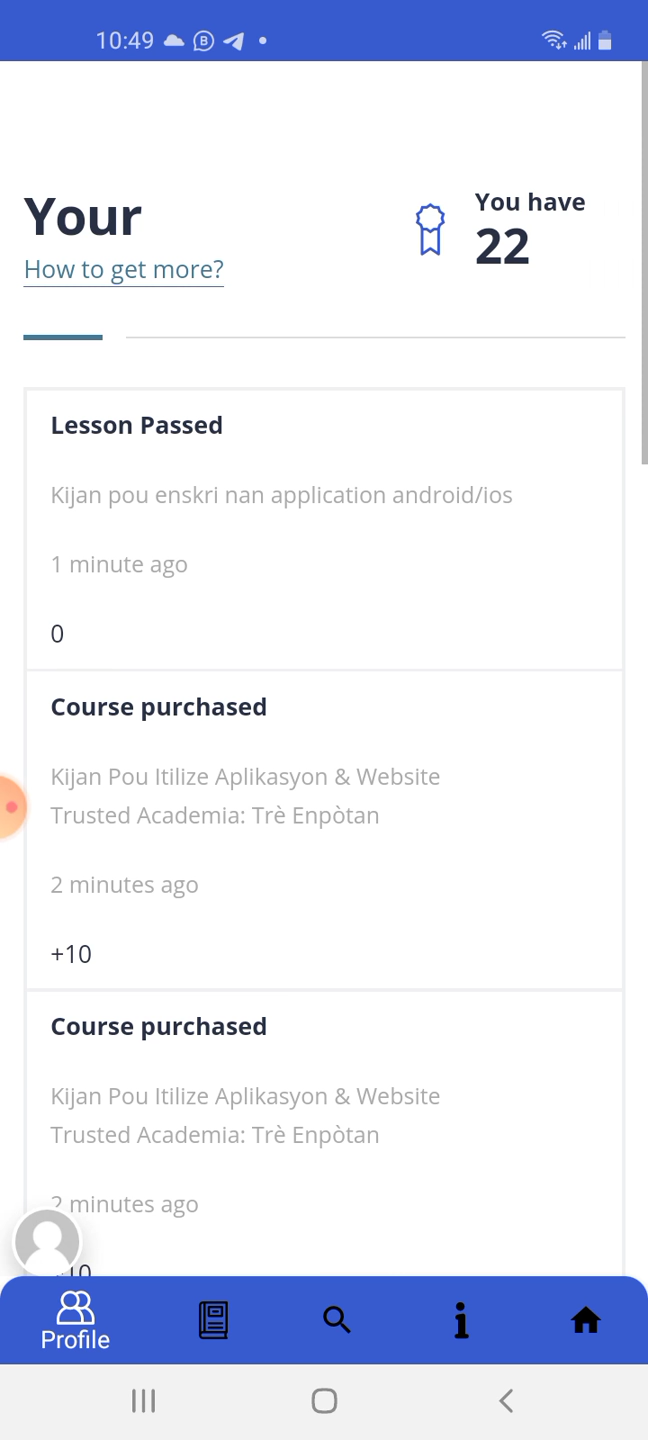 10:49
Your
How to get more?
You have
22
Lesson Passed
Kijan pou enskri nan application android/ios
1 minute ago
0
Course purchased
Kijan Pou Itilize Aplikasyon & Website
Trusted Academia: Trè Enpòtan
2 minutes ago
+10
Course purchased
Kijan Pou Itilize Aplikasyon & Website
Trusted Academia: Trè Enpòtan
2 minutes ago
10
Profile